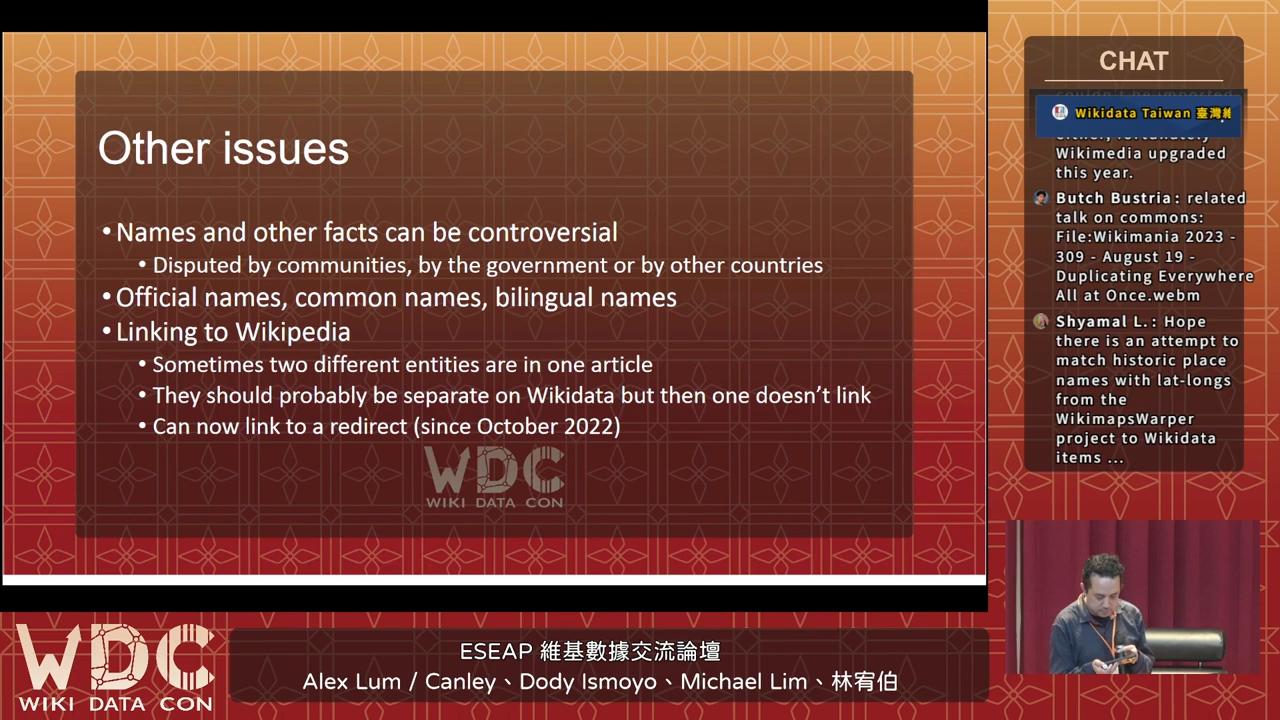 Other issues
• Names and other facts can be controversial
• Disputed by communities, by the government or by other countries
• Official names, common names, bilingual names
• Linking to Wikipedia
• Sometimes two different entities are in one article
• They should probably be separate on Wikidata but then one doesn’t link
• Can now link to a redirect (since October 2022)
WDC
WIKI DATA CON
CHAT
Wikidata Taiwan 臺灣維
Wikimedia upgraded
this year.
Butch Bustria : related
talk on commons:
File:Wikimania 2023 -
309 - August 19 -
Duplicating Everywhere
All at Once.webm
Shyamal L. : Hope
there is an attempt to
match historic place
names with lat-longs
from the
WikimapsWarper
project to Wikidata
items ...
WDC
WIKI DATA CON
ESEAP 維基數據交流論壇
Alex Lum / Canley、Dody Ismoyo、Michael Lim、林宥伯